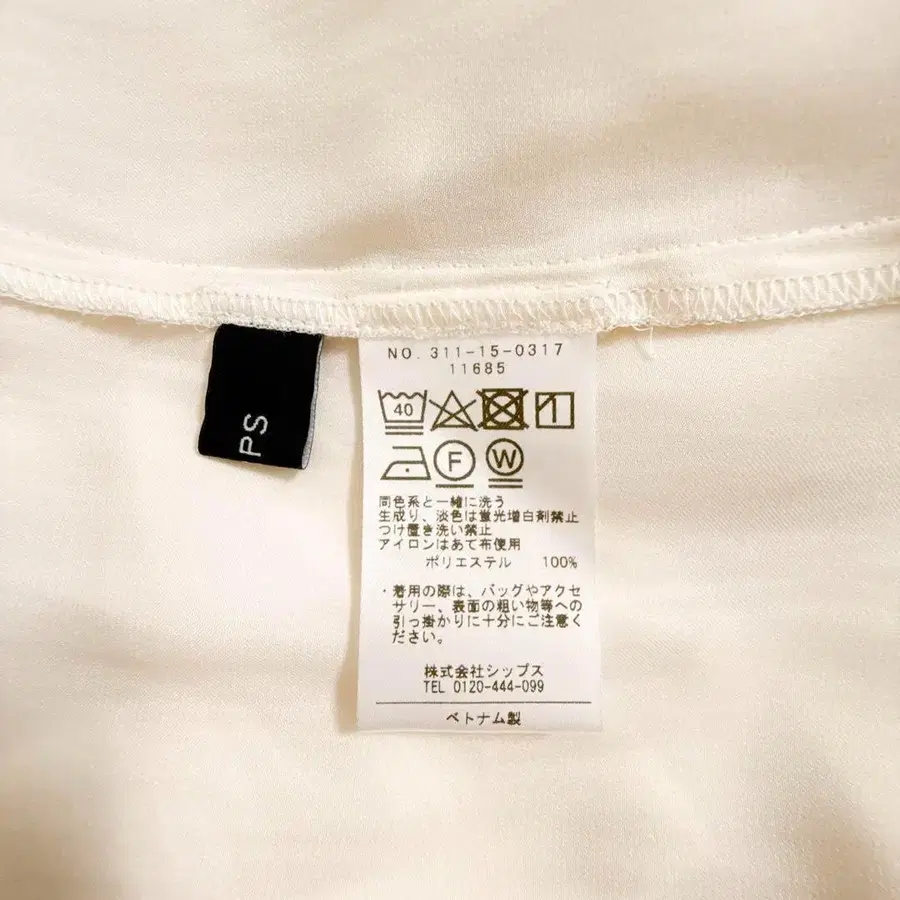 PS
NO. 311-15-0317
11685
40
F
W
同色系と一緒に洗う
生成り、淡色は蛍光増白剤禁止
つけ置き洗い禁止
アイロンはあて布使用
ポリエステル 100%
・着用の際は、バッグやアクセ
サリー、表面の粗い物等への
引っ掛かりに十分にご注意く
ださい。
株式会社シップス
TEL 0120-444-099
ベトナム製